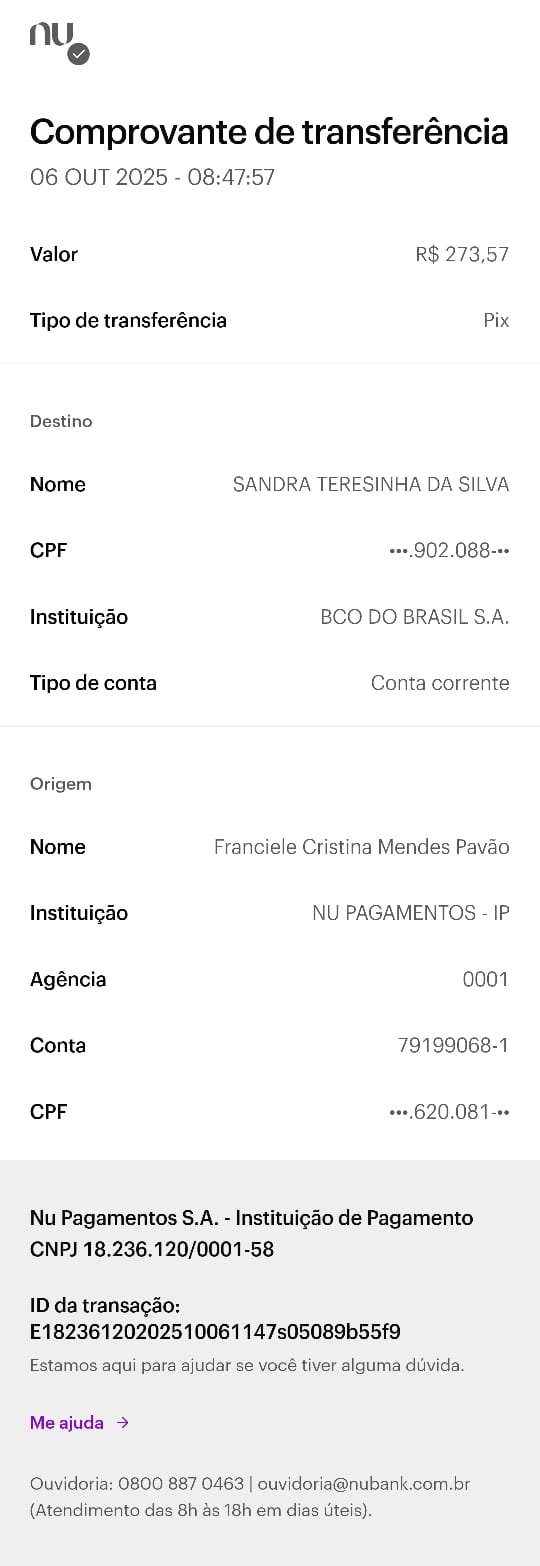 nu
Comprovante de transferência
06 OUT 2025 - 08:47:57
Valor R$ 273,57
Tipo de transferência Pix
Destino
Nome SANDRA TERESINHA DA SILVA
CPF •••.902.088-••
Instituição BCO DO BRASIL S.A.
Tipo de conta Conta corrente
Origem
Nome Franciele Cristina Mendes Pavão
Instituição NU PAGAMENTOS - IP
Agência 0001
Conta 79199068-1
CPF •••.620.081-••
Nu Pagamentos S.A. - Instituição de Pagamento
CNPJ 18.236.120/0001-58
ID da transação:
E18236120202510061147s05089b55f9
Estamos aqui para ajudar se você tiver alguma dúvida.
Me ajuda →
Ouvidoria: 0800 887 0463 | ouvidoria@nubank.com.br
(Atendimento das 8h às 18h em dias úteis).